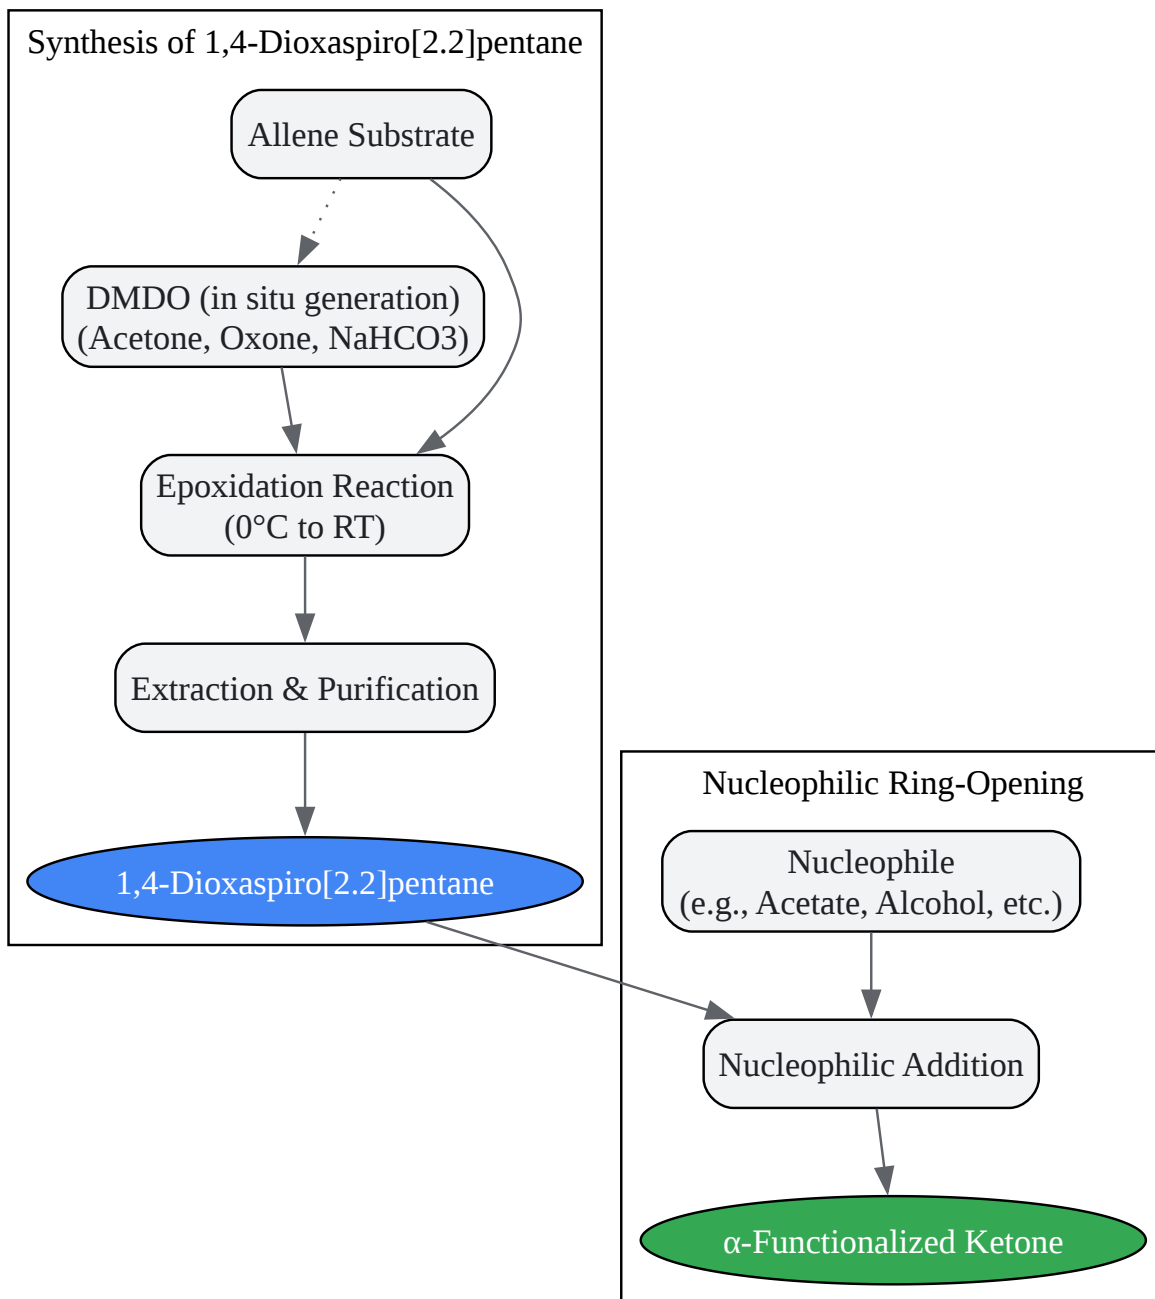 Synthesis of 1,4-Dioxaspiro[2.2]pentane
Allene Substrate
DMDO (in situ generation)
(Acetone, Oxone, NaHCO3)
Epoxidation Reaction
(0°C to RT)
Extraction & Purification
1,4-Dioxaspiro[2.2]pentane
Nucleophilic Ring-Opening
Nucleophile
(e.g., Acetate, Alcohol, etc.)
Nucleophilic Addition
α-Functionalized Ketone